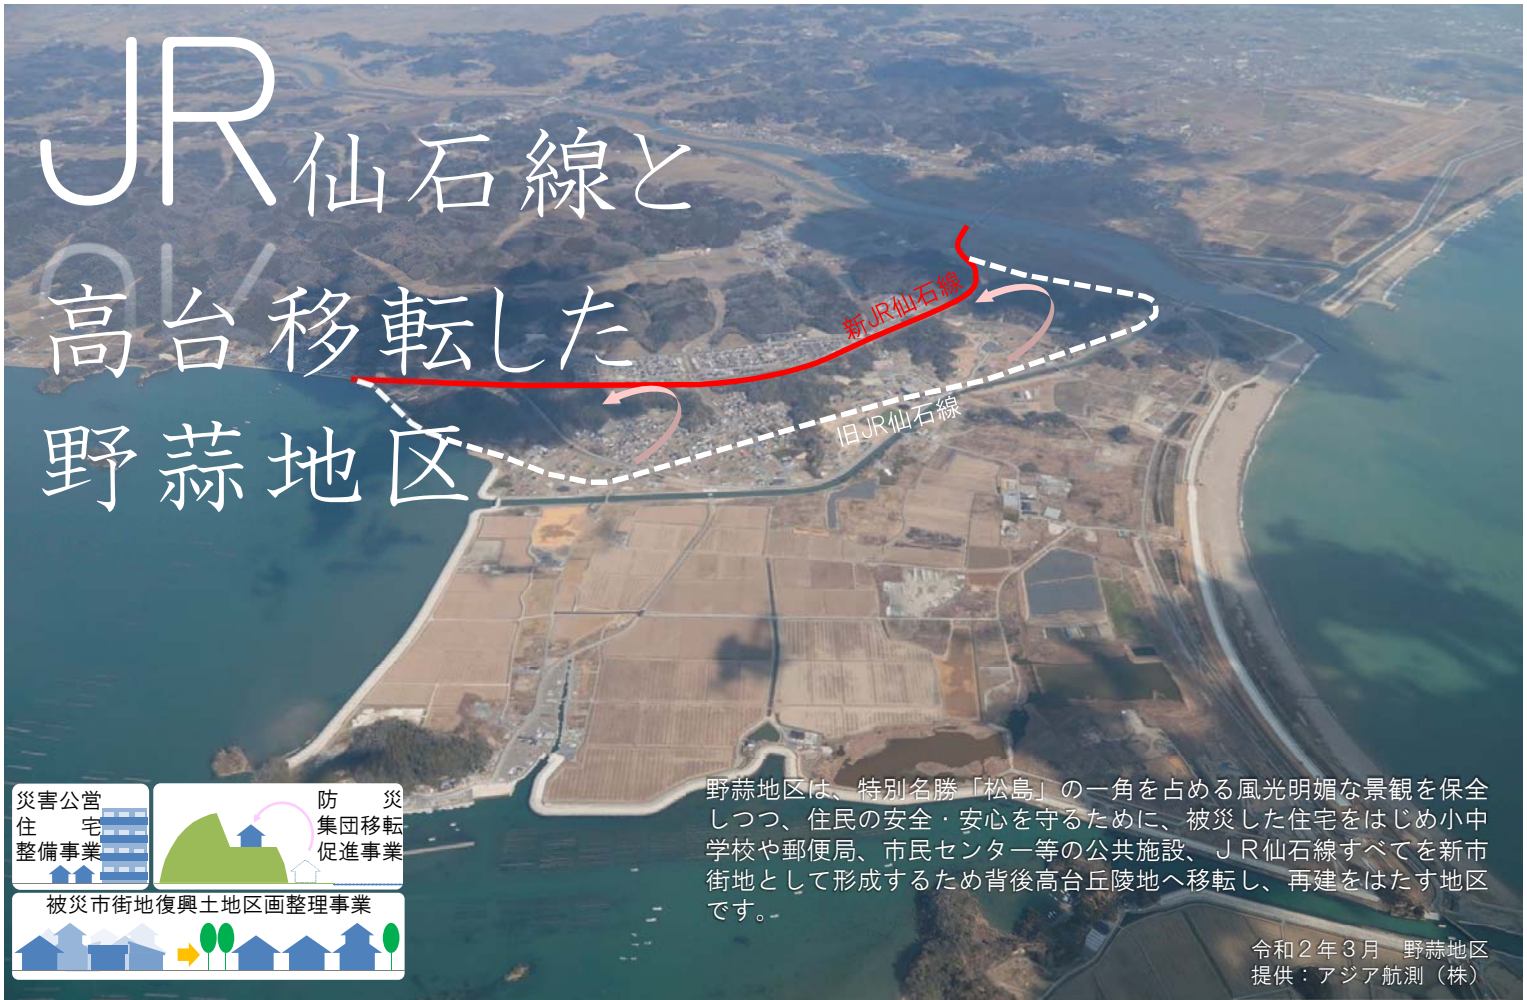 JR仙石線と
高台移転した
野蒜地区
新JR仙石線
旧JR仙石線
災害公営
住宅
整備事業
防災
集団移転
促進事業
被災市街地復興土地区画整理事業
野蒜地区は、特別名勝「松島」の一角を占める風光明媚な景観を保全
しつつ、住民の安全・安心を守るために、被災した住宅をはじめ小中
学校や郵便局、市民センター等の公共施設、ＪＲ仙石線すべてを新市
街地として形成するため背後高台丘陵地へ移転し、再建をはたす地区
です。
令和２年３月　野蒜地区
提供：アジア航測（株）